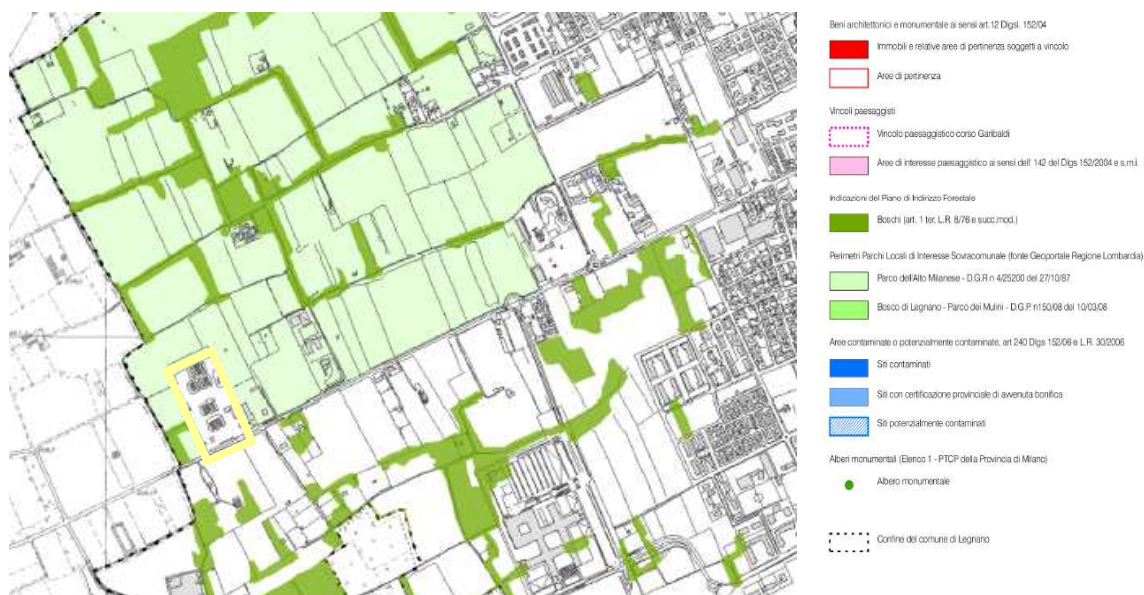 Beni architettonici e monumentale ai sensi art.12 Dlgsl. 152/04
Immobili e relative aree di pertinenza soggetti a vincolo
Aree di pertinenza
Vincoli paesaggisti
Vincolo paesaggistico corso Garibaldi
Aree di interesse paesaggistico ai sensi dell' 142 del Dlgs 152/2004 e s.m.i.
Indicazioni del Piano di Indirizzo Forestale
Boschi (art. 1 ter, L.R. 8/76 e succ.mod.)
Perimetri Parchi Locali di Interesse Sovracomunale (fonte Geoportale Regione Lombardia)
Parco dell'Alto Milanese - D.G.R n 4/25200 del 27/10/87
Bosco di Legnano - Parco dei Mulini - D.G.P. n150/08 del 10/03/08
Aree contaminate o potenzialmente contaminate, art 240 Dlgs 152/06 e L.R. 30/2006
Siti contaminati
Siti con certificazione provinciale di avvenuta bonifica
Siti potenzialmente contaminati
Alberi monumentali (Elenco 1 - PTCP della Provincia di Milano)
Albero monumentale
Confine del comune di Legnano